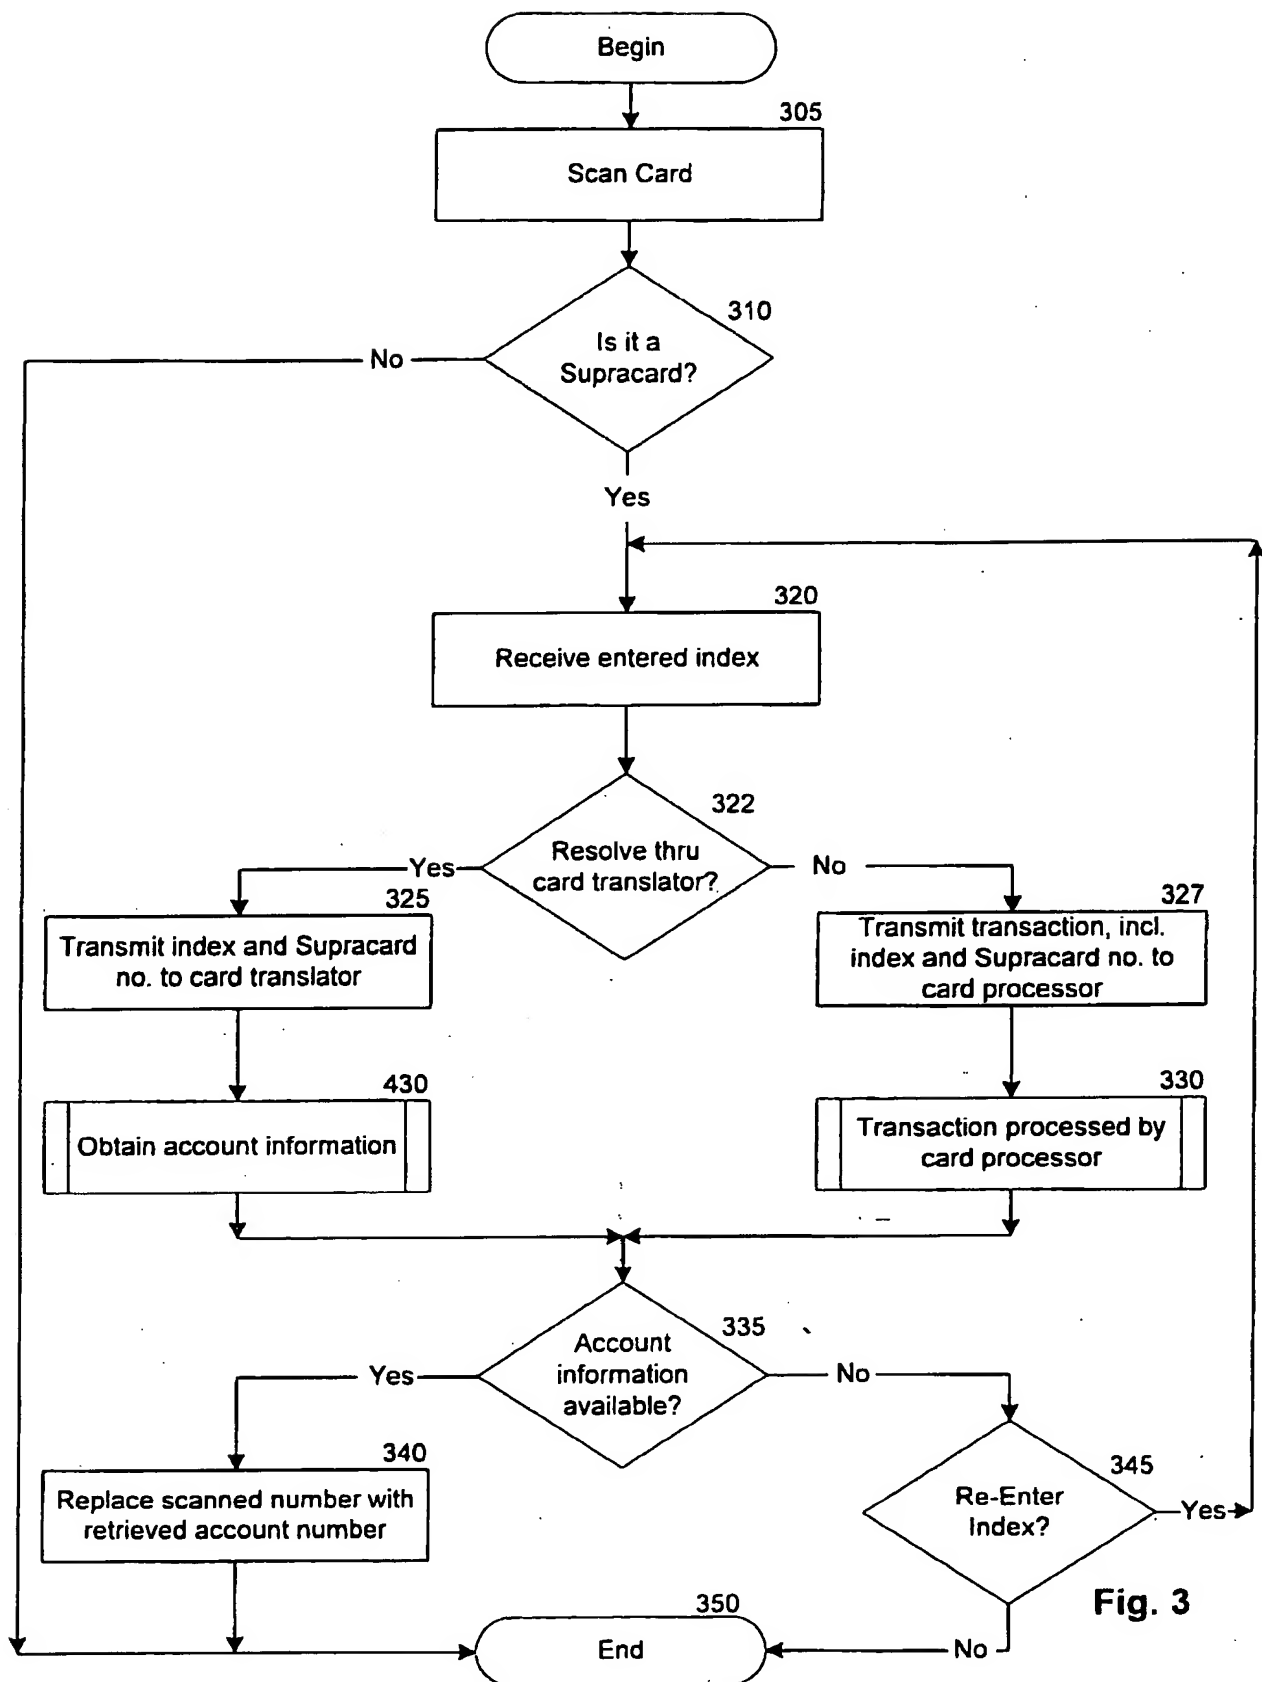 Begin
305
Scan Card
310
Is it a
Supracard?
No
Yes
320
Receive entered index
322
Resolve thru
card translator?
Yes
No
325
Transmit index and Supracard
no. to card translator
327
Transmit transaction, incl.
index and Supracard no. to
card processor
430
Obtain account information
330
Transaction processed by
card processor
335
Account
information
available?
Yes
No
340
Replace scanned number with
retrieved account number
345
Re-Enter
Index?
Yes
Fig. 3
350
End
No